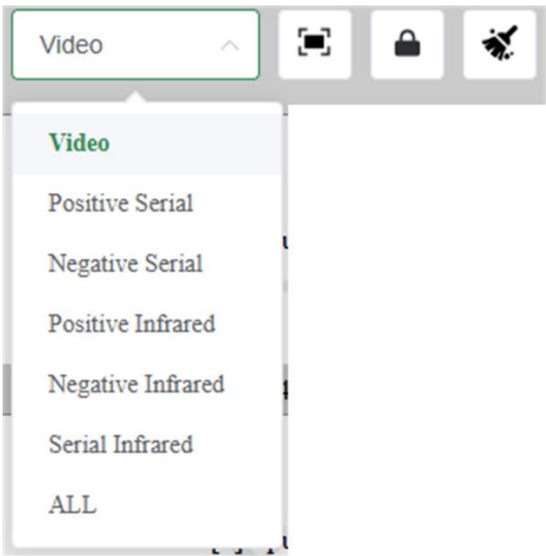 Video
Video
Positive Serial
Negative Serial
Positive Infrared
Negative Infrared
Serial Infrared
ALL